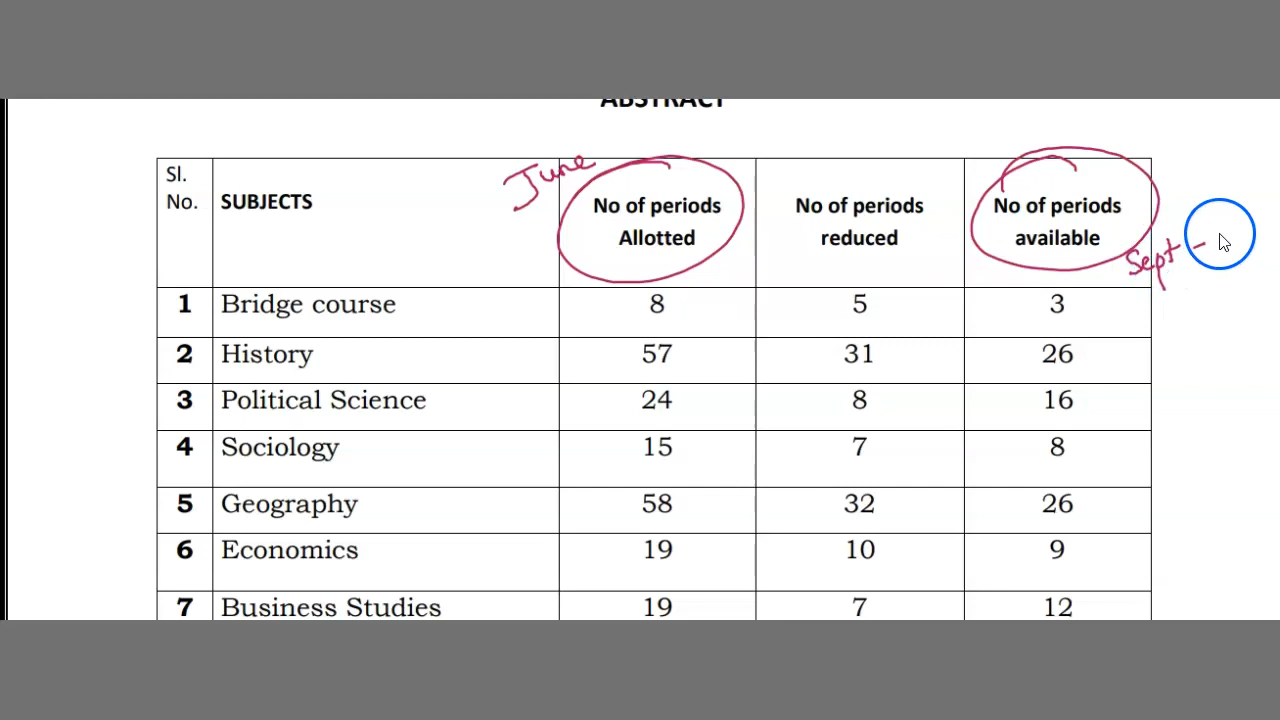 ABSTRACT
June
Sl. No. SUBJECTS No of periods Allotted No of periods reduced No of periods available
Sept -
1 Bridge course 8 5 3
2 History 57 31 26
3 Political Science 24 8 16
4 Sociology 15 7 8
5 Geography 58 32 26
6 Economics 19 10 9
7 Business Studies 19 7 12